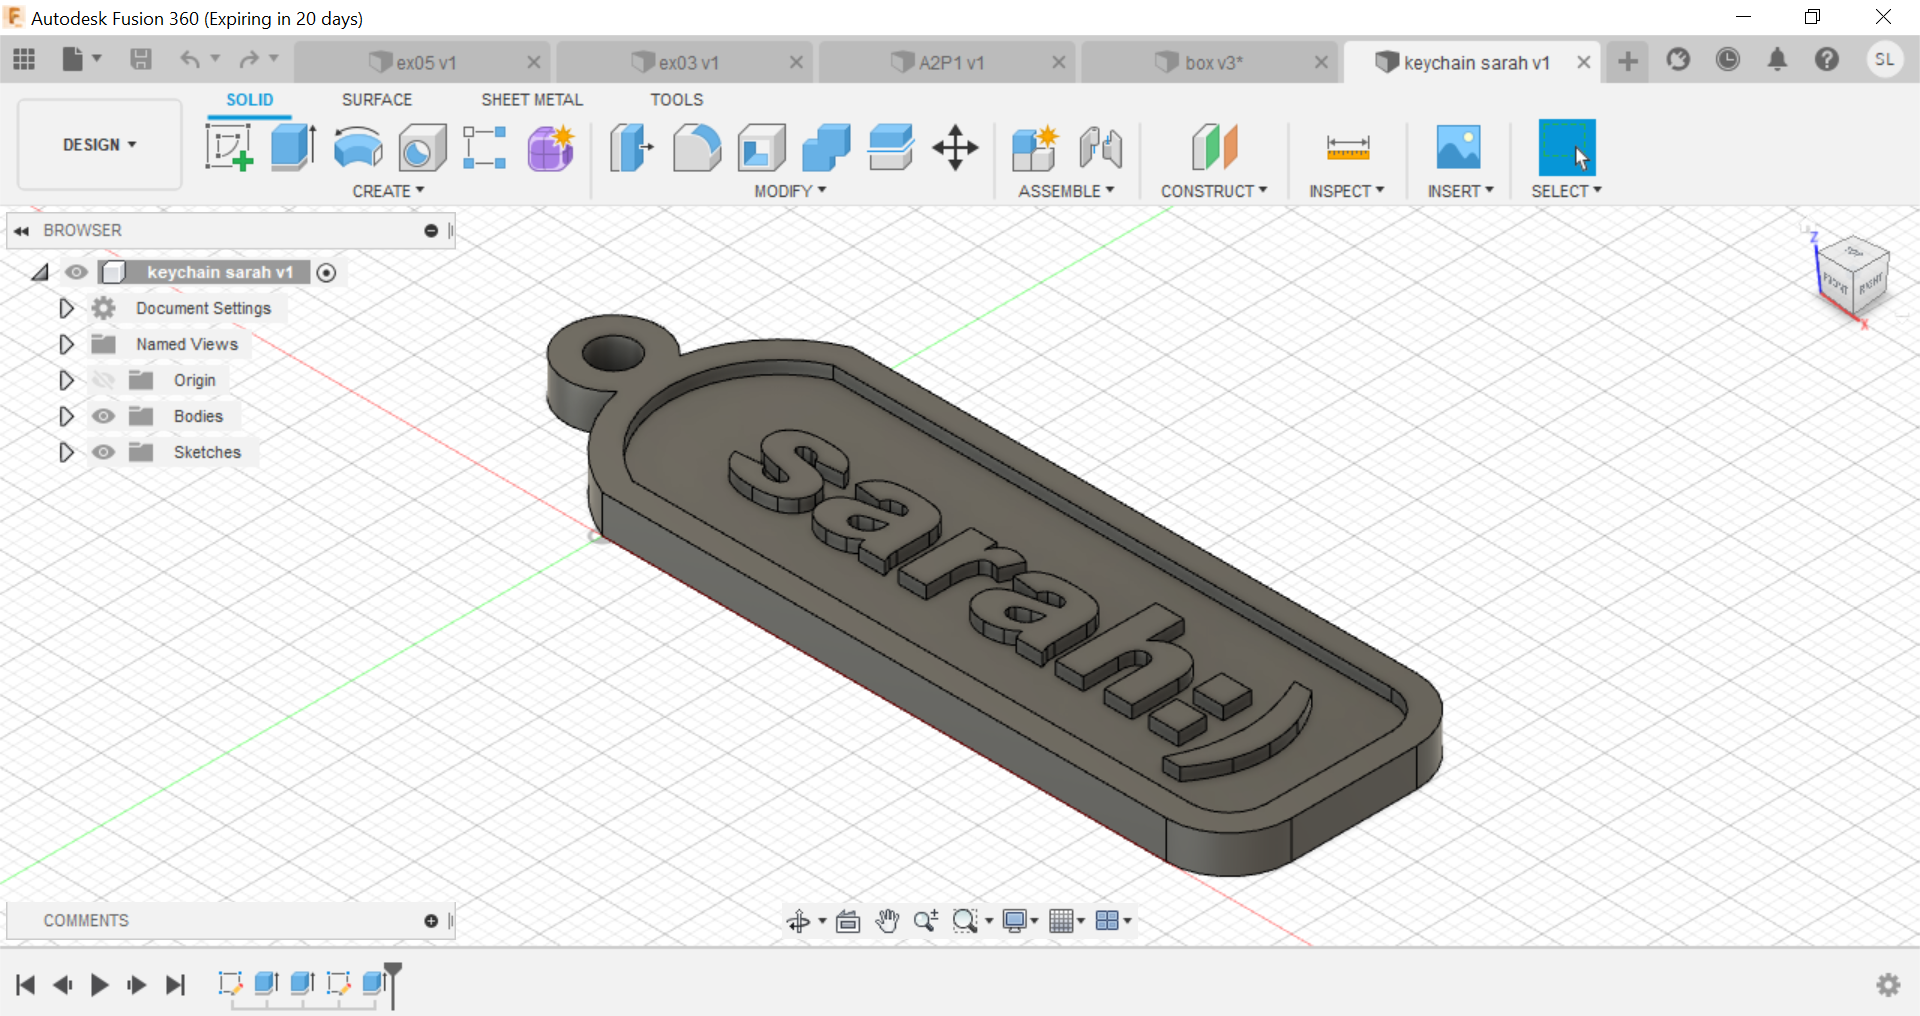 Autodesk Fusion 360 (Expiring in 20 days)
ex05 v1
ex03 v1
A2P1 v1
box v3*
keychain sarah v1
SL
SOLID
SURFACE
SHEET METAL
TOOLS
DESIGN
CREATE
MODIFY
ASSEMBLE
CONSTRUCT
INSPECT
INSERT
SELECT
BROWSER
keychain sarah v1
Document Settings
Named Views
Origin
Bodies
Sketches
Z
TOP
FRONT
RIGHT
X
sarah:)
COMMENTS